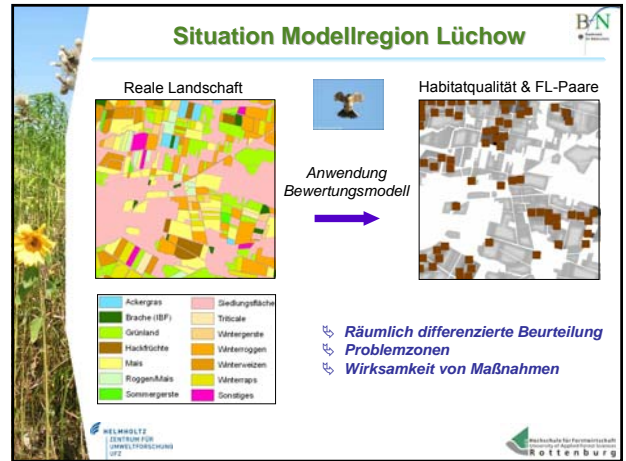 Situation Modellregion Lüchow
BfN
Reale Landschaft
Habitatqualität & FL-Paare
Anwendung
Bewertungsmodell
Ackergras
Brache (IBF)
Grünland
Hackfrüchte
Mais
Roggen/Mais
Sommergerste
Siedlungsfläche
Triticale
Wintergerste
Winterroggen
Winterweizen
Winterraps
Sonstiges
Räumlich differenzierte Beurteilung
Problemzonen
Wirksamkeit von Maßnahmen
HELMHOLTZ
ZENTRUM FÜR
UMWELTFORSCHUNG
UFZ
Hochschule für Forstwirtschaft
University of Applied Forest Sciences
Rottenburg